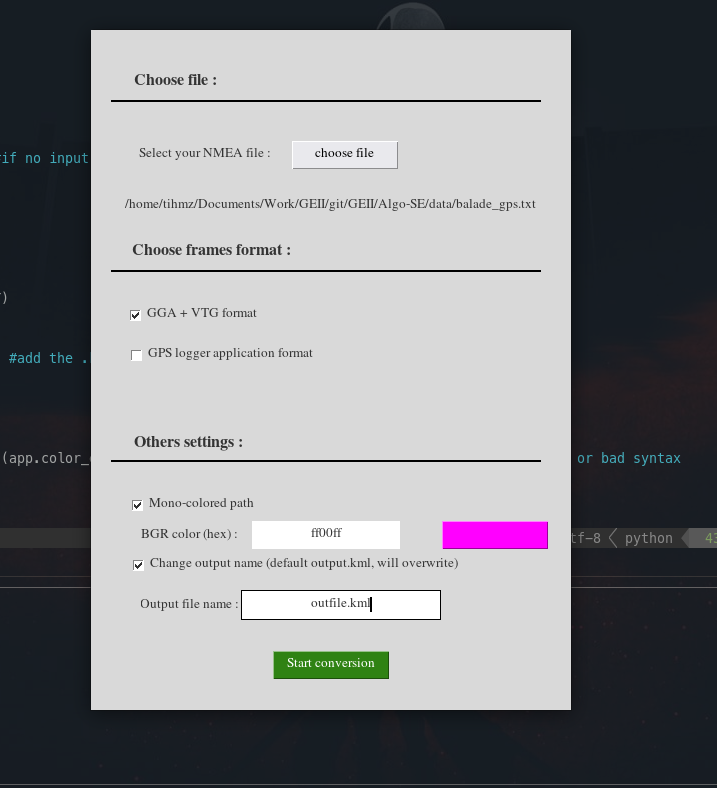 Choose file :
if no input
Select your NMEA file : choose file
/home/tihmz/Documents/Work/GEII/git/GEII/Algo-SE/data/balade_gps.txt
Choose frames format :
)
GGA + VTG format
GPS logger application format
#add the .
Others settings :
(app.color_ or bad syntax
Mono-colored path
BGR color (hex) : ff00ff
tf-8 python 43
Change output name (default output.kml, will overwrite)
Output file name : outfile.kml
Start conversion